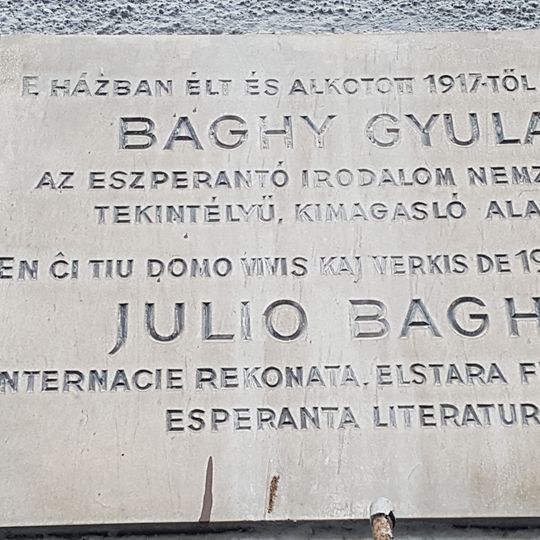 E HÁZBAN ÉLT ÉS ALKOTOTT 1917-TŐL
BAGHY GYULA
AZ ESZPERANTÓ IRODALOM NEMZ
TEKINTÉLYŰ, KIMAGASLÓ ALA
EN ĈI TIU DOMO VIVIS KAJ VERKIS DE 19
JULIO BAGH
INTERNACIE REKONATA, ELSTARA F
ESPERANTA LITERATUR